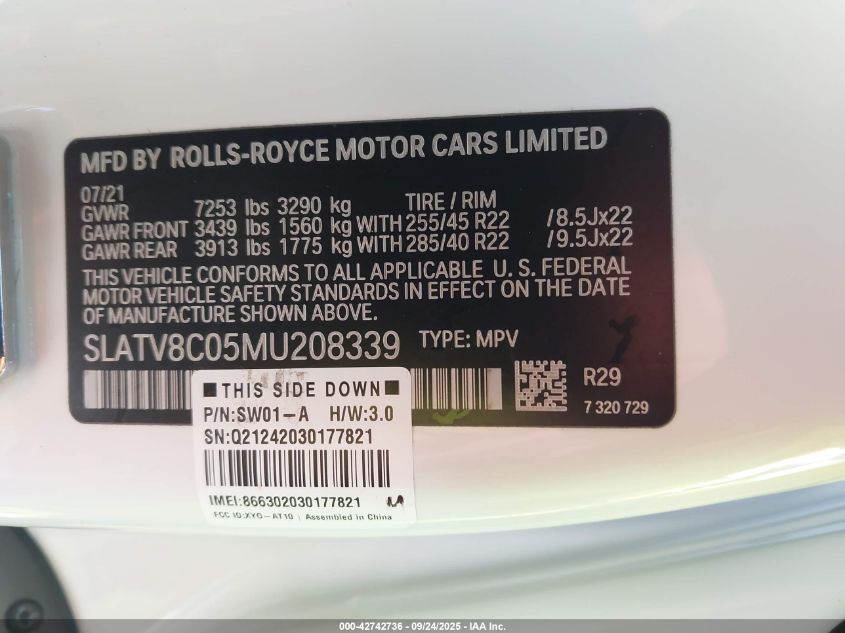 MFD BY ROLLS-ROYCE MOTOR CARS LIMITED
07/21
GVWR 7253 lbs 3290 kg TIRE / RIM
GAWR FRONT 3439 lbs 1560 kg WITH 255/45 R22 /8.5Jx22
GAWR REAR 3913 lbs 1775 kg WITH 285/40 R22 /9.5Jx22
THIS VEHICLE CONFORMS TO ALL APPLICABLE U.S. FEDERAL
MOTOR VEHICLE SAFETY STANDARDS IN EFFECT ON THE DATE
OF MANUFACTURE SHOWN ABOVE.
SLATV8C05MU208339 TYPE: MPV
R29
7 320 729
THIS SIDE DOWN
P/N:SW01-A H/W:3.0
SN:Q21242030177821
IMEI:866302030177821
FCC ID:XYO-AT10 | Assembled in China
000-42742736 - 09/24/2025 - IAA Inc.